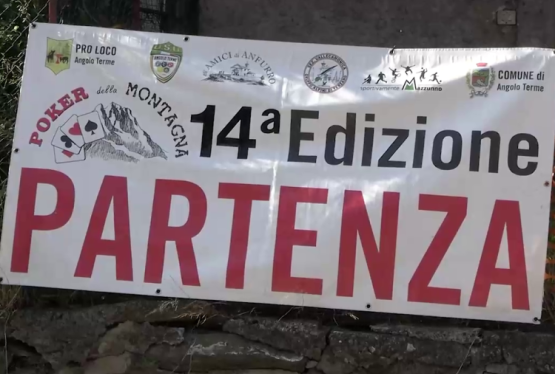 PRO LOCO
Angolo Terme
AMICI di ANFURRO
COMUNE di
Angolo Terme
POKER della MONTAGNA
14ª Edizione
PARTENZA